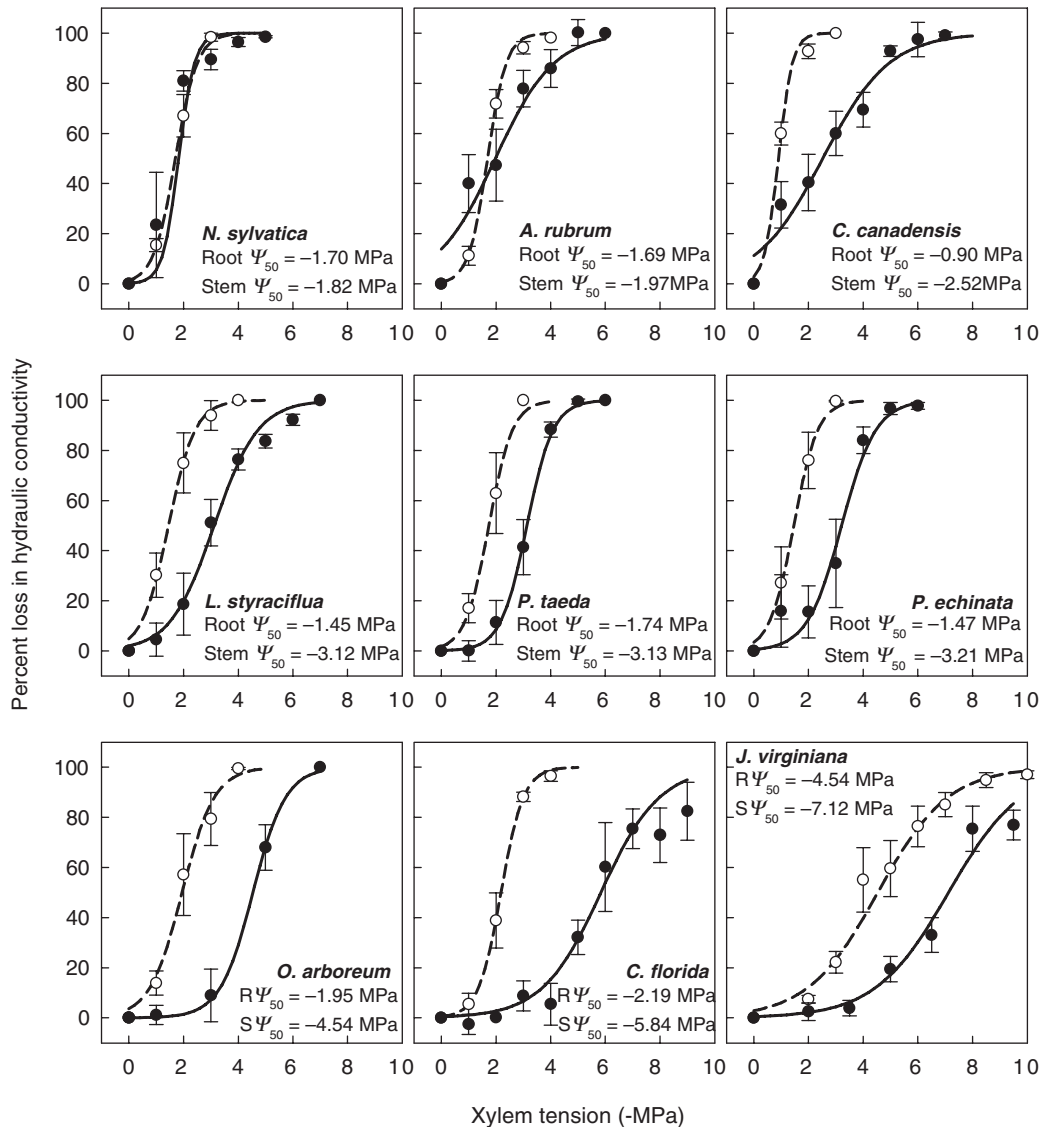 100
80
60
40
20
0
N. sylvatica
Root Ψ50 = –1.70 MPa
Stem Ψ50 = –1.82 MPa
0 2 4 6 8 10
A. rubrum
Root Ψ50 = –1.69 MPa
Stem Ψ50 = –1.97MPa
0 2 4 6 8 10
C. canadensis
Root Ψ50 = –0.90 MPa
Stem Ψ50 = –2.52MPa
0 2 4 6 8 10
Percent loss in hydraulic conductivity
100
80
60
40
20
0
L. styraciflua
Root Ψ50 = –1.45 MPa
Stem Ψ50 = –3.12 MPa
0 2 4 6 8 10
P. taeda
Root Ψ50 = –1.74 MPa
Stem Ψ50 = –3.13 MPa
0 2 4 6 8 10
P. echinata
Root Ψ50 = –1.47 MPa
Stem Ψ50 = –3.21 MPa
0 2 4 6 8 10
100
80
60
40
20
0
O. arboreum
RΨ50 = –1.95 MPa
SΨ50 = –4.54 MPa
0 2 4 6 8 10
C. florida
RΨ50 = –2.19 MPa
SΨ50 = –5.84 MPa
0 2 4 6 8 10
J. virginiana
RΨ50 = –4.54 MPa
SΨ50 = –7.12 MPa
0 2 4 6 8 10
Xylem tension (-MPa)